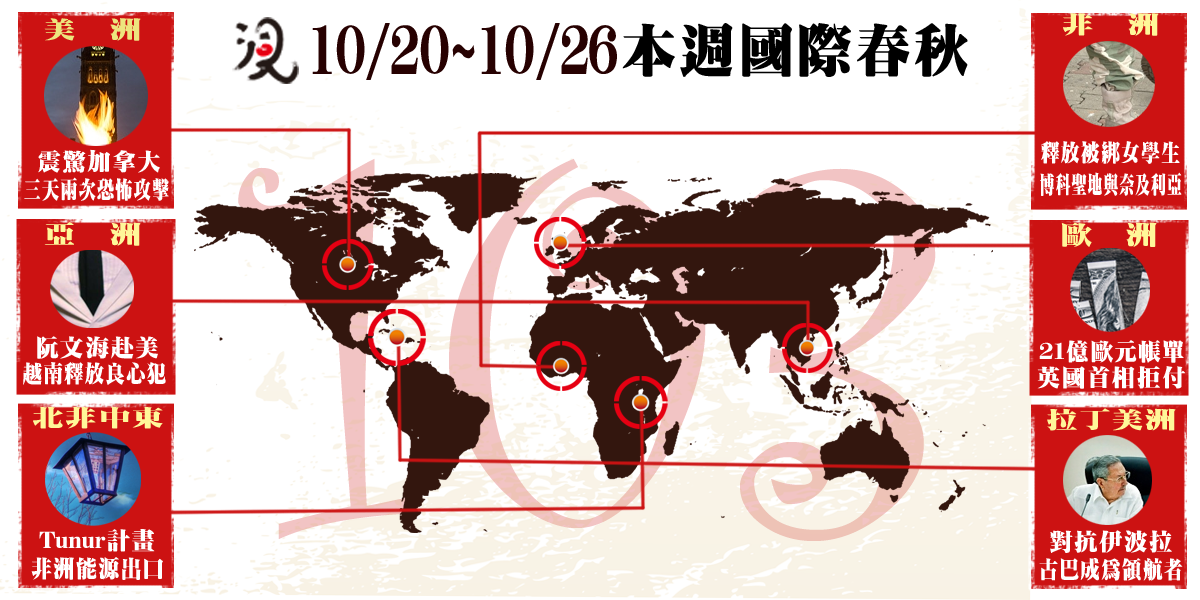 10/20~10/26本週國際春秋
美 洲
震驚加拿大
三天兩次恐怖攻擊
亞 洲
阮文海赴美
越南釋放良心犯
北非中東
Tunur計畫
非洲能源出口
非 洲
釋放被綁女學生
博科聖地與奈及利亞
歐 洲
21億歐元帳單
英國首相拒付
拉丁美洲
對抗伊波拉
古巴成為領航者
103